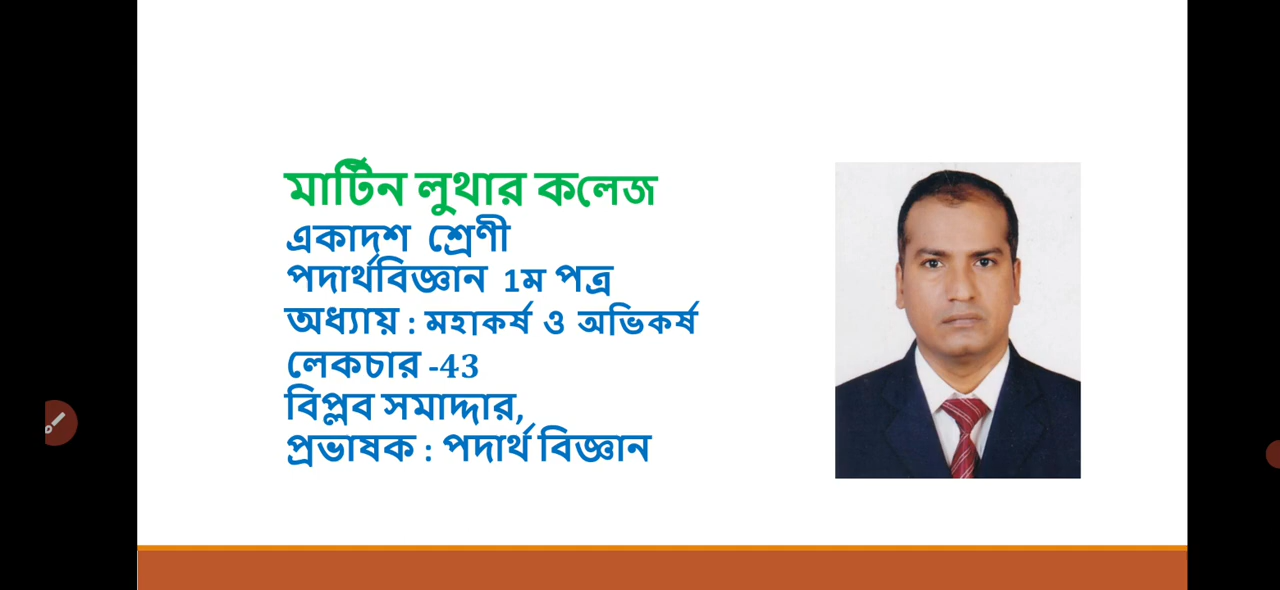 মার্টিন লুথার কলেজ
একাদশ শ্রেণী
পদার্থবিজ্ঞান 1ম পত্র
অধ্যায় : মহাকর্ষ ও অভিকর্ষ
লেকচার -43
বিপ্লব সমাদ্দার,
প্রভাষক : পদার্থ বিজ্ঞান